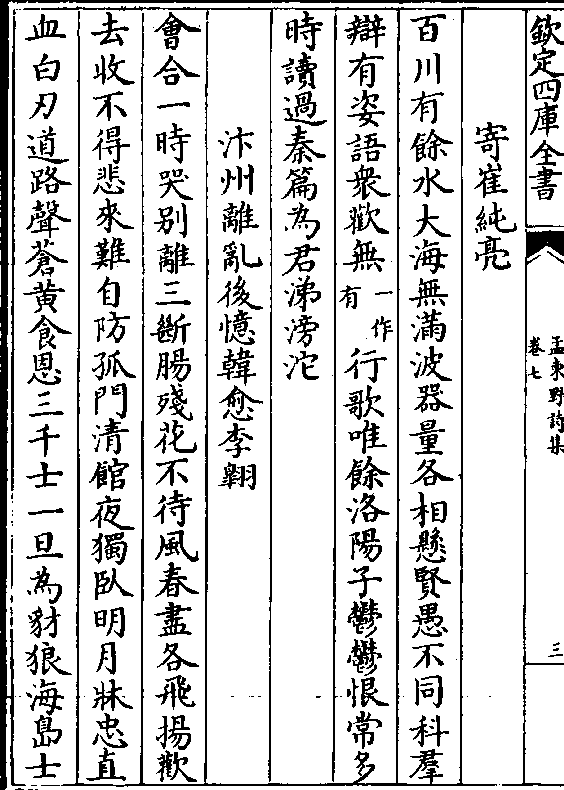 欽定四庫全書
孟東野詩集
卷七
三
寄崔純亮
百川有餘水大海無滿波器量各相懸賢愚不同科羣
辯有姿語衆歡無一作有行歌唯餘洛陽子鬱鬱恨常多
時讀過秦篇為君涕滂沱
汴州離亂後憶韓愈李翺
會合一時哭别離三斷腸殘花不待風春盡各飛揚歡
去收不得悲來難自防孤門清館夜獨臥明月牀忠直
血白刃道路聲蒼黃食恩三千士一旦為豺狼海島士